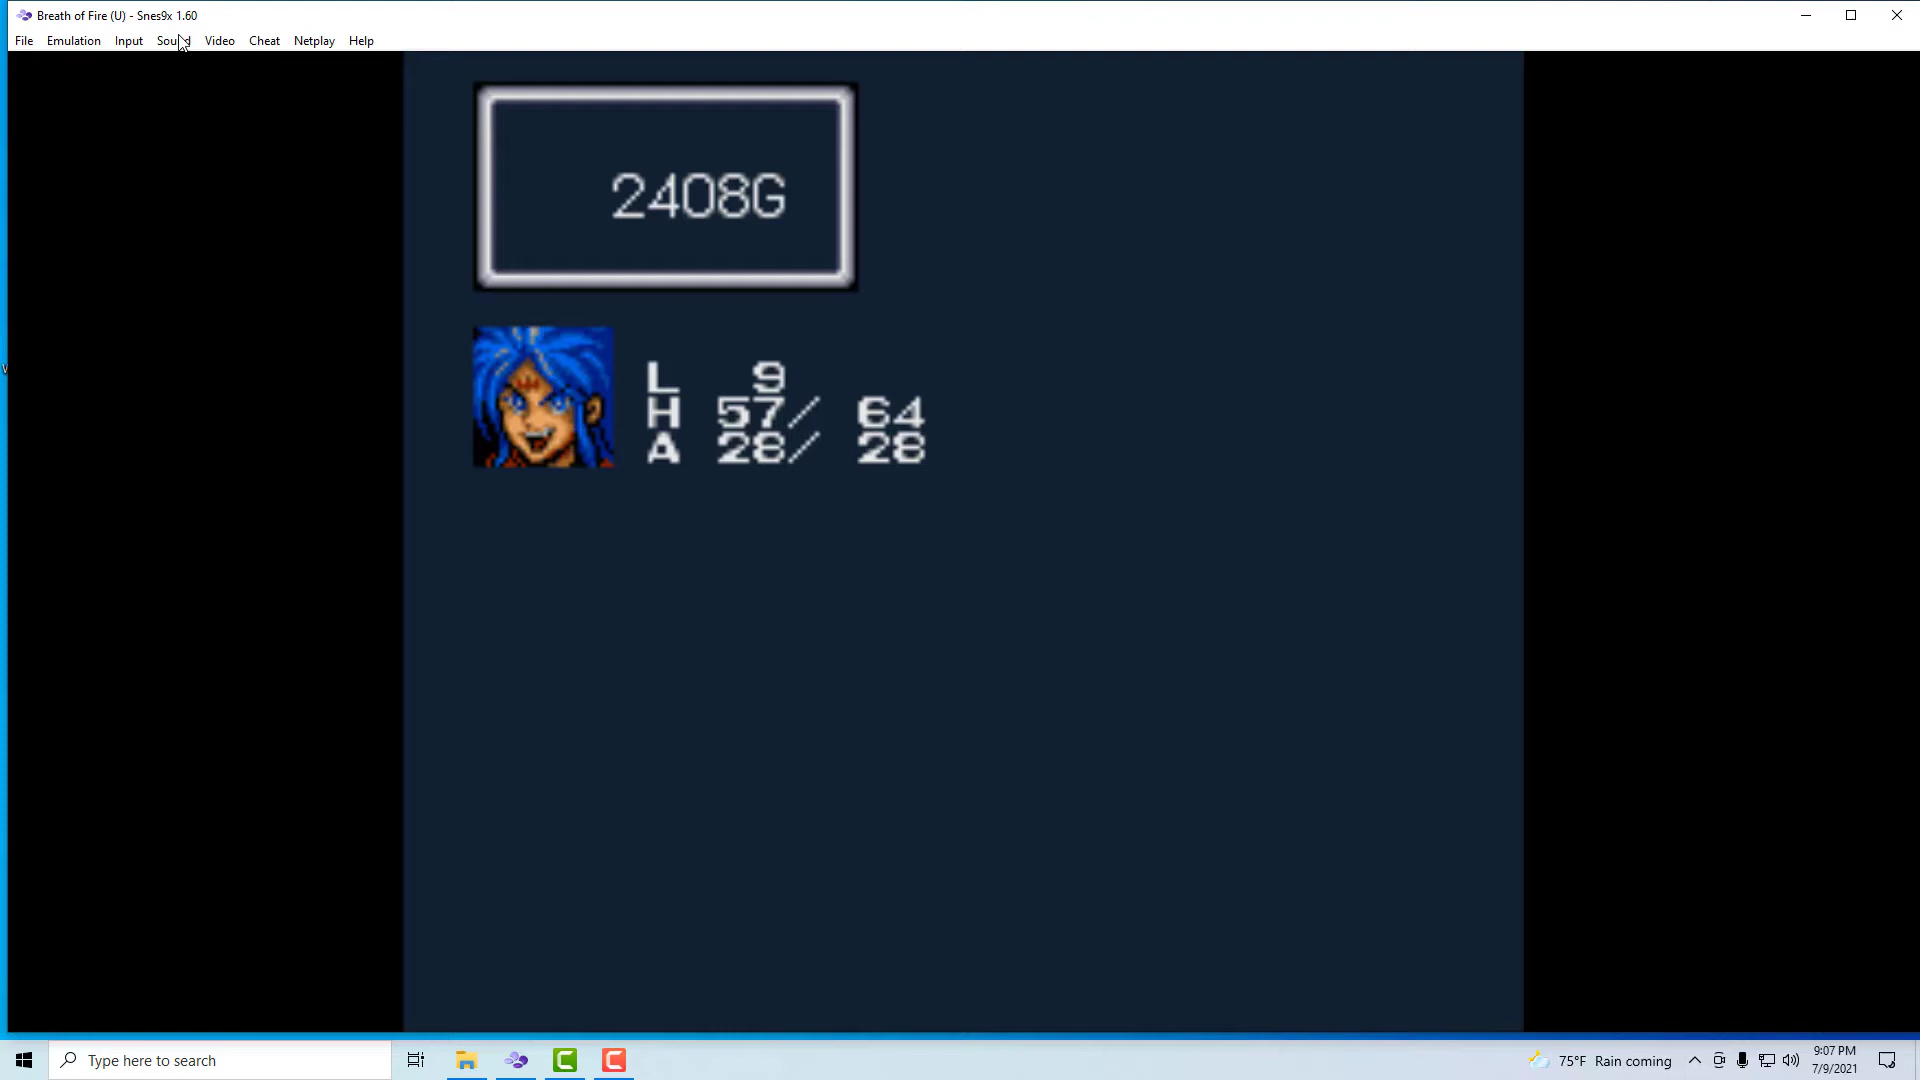 Breath of Fire (U) - Snes9x 1.60
File Emulation Input Sound Video Cheat Netplay Help
2408G
L 9
H 57/ 64
A 28/ 28
Type here to search
75°F Rain coming
9:07 PM
7/9/2021